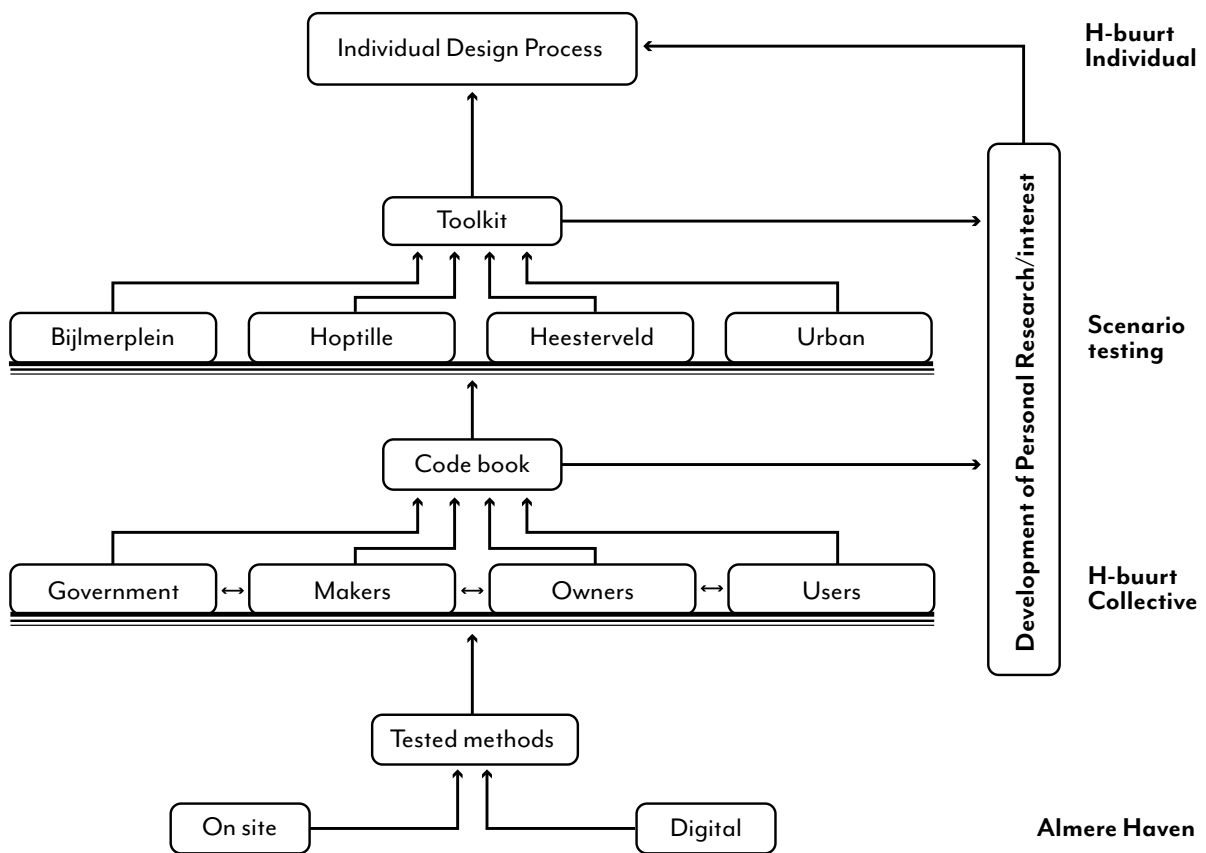 Individual Design Process
H-buurt
Individual
Toolkit
Bijlmerplein
Hoptille
Heesterveld
Urban
Scenario
testing
Development of Personal Research/interest
Code book
Government
Makers
Owners
Users
H-buurt
Collective
Tested methods
On site
Digital
Almere Haven